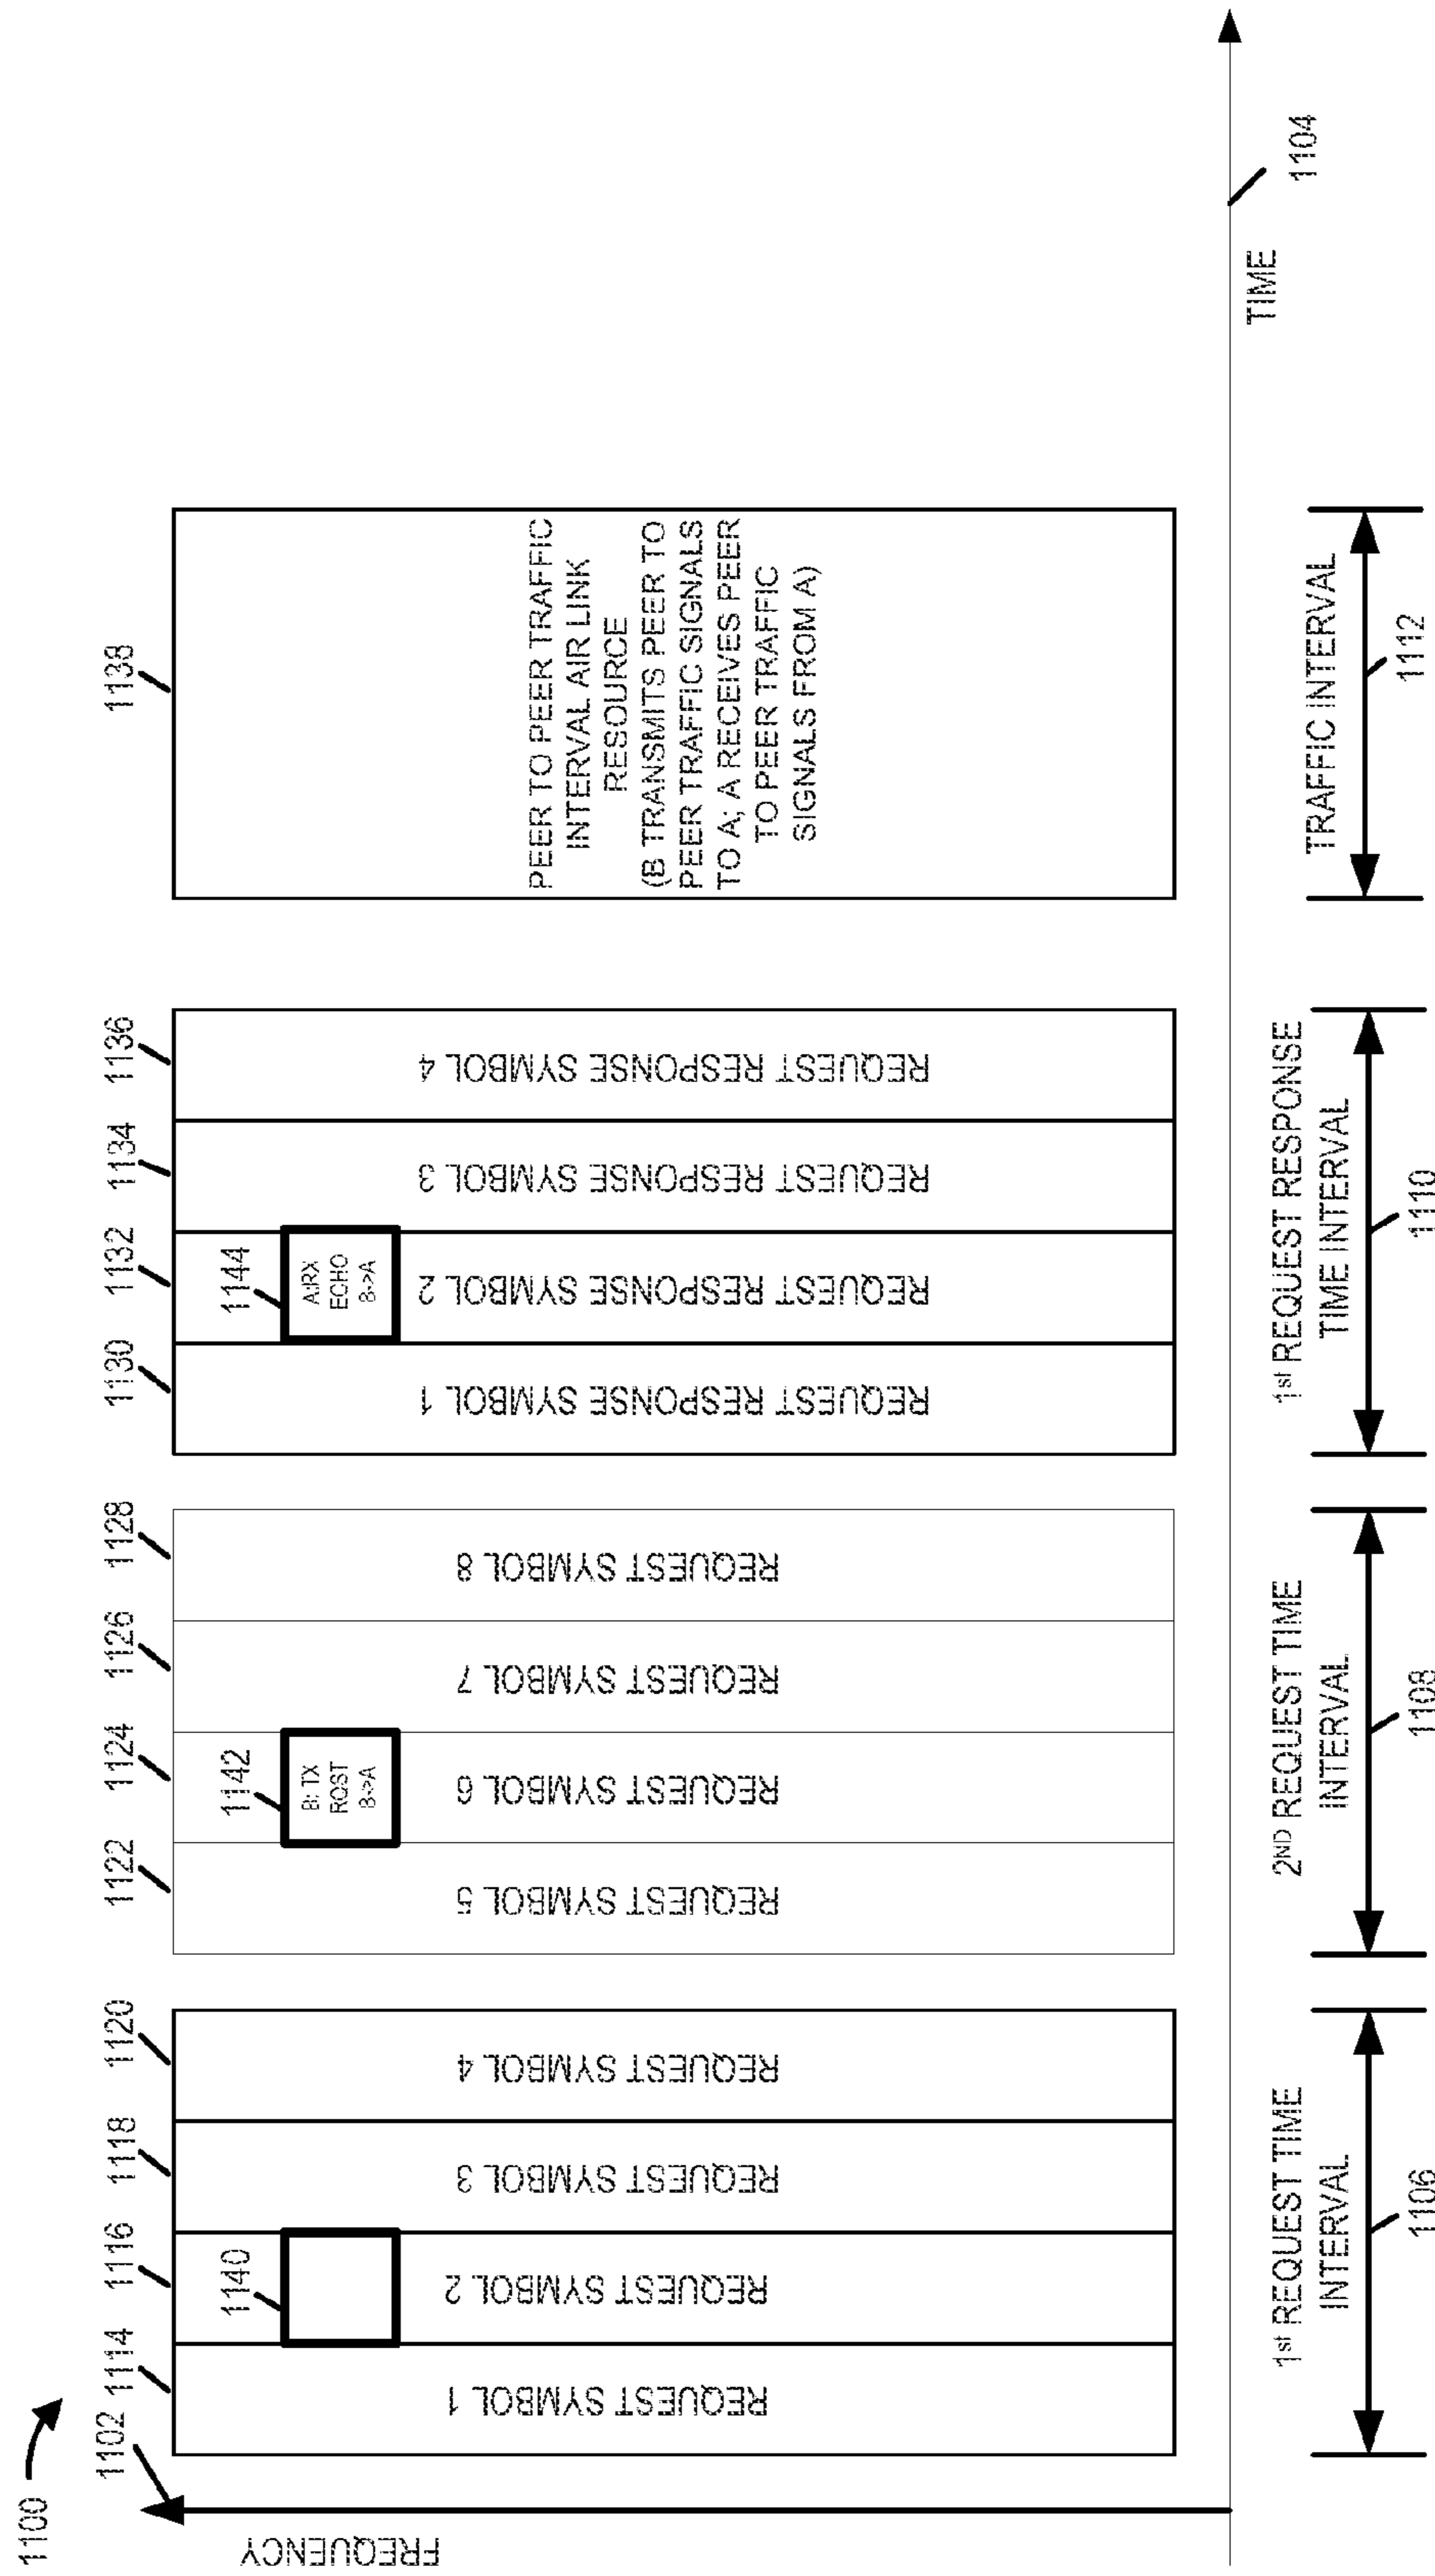 1100
1102
FREQUENCY
1114
1116
1118
1120
1122
1124
1126
1128
1130
1132
1134
1136
1138
1140
1142
1144
REQUEST SYMBOL 1
REQUEST SYMBOL 2
REQUEST SYMBOL 3
REQUEST SYMBOL 4
REQUEST SYMBOL 5
B: TX
RQST
B->A
REQUEST SYMBOL 6
REQUEST SYMBOL 7
REQUEST SYMBOL 8
REQUEST RESPONSE SYMBOL 1
A:RX
ECHO
B->A
REQUEST RESPONSE SYMBOL 2
REQUEST RESPONSE SYMBOL 3
REQUEST RESPONSE SYMBOL 4
PEER TO PEER TRAFFIC
INTERVAL AIR LINK
RESOURCE
(B TRANSMITS PEER TO
PEER TRAFFIC SIGNALS
TO A; A RECEIVES PEER
TO PEER TRAFFIC
SIGNALS FROM A)
TIME
1104
1st REQUEST TIME
INTERVAL
1106
2ND REQUEST TIME
INTERVAL
1108
1st REQUEST RESPONSE
TIME INTERVAL
1110
TRAFFIC INTERVAL
1112